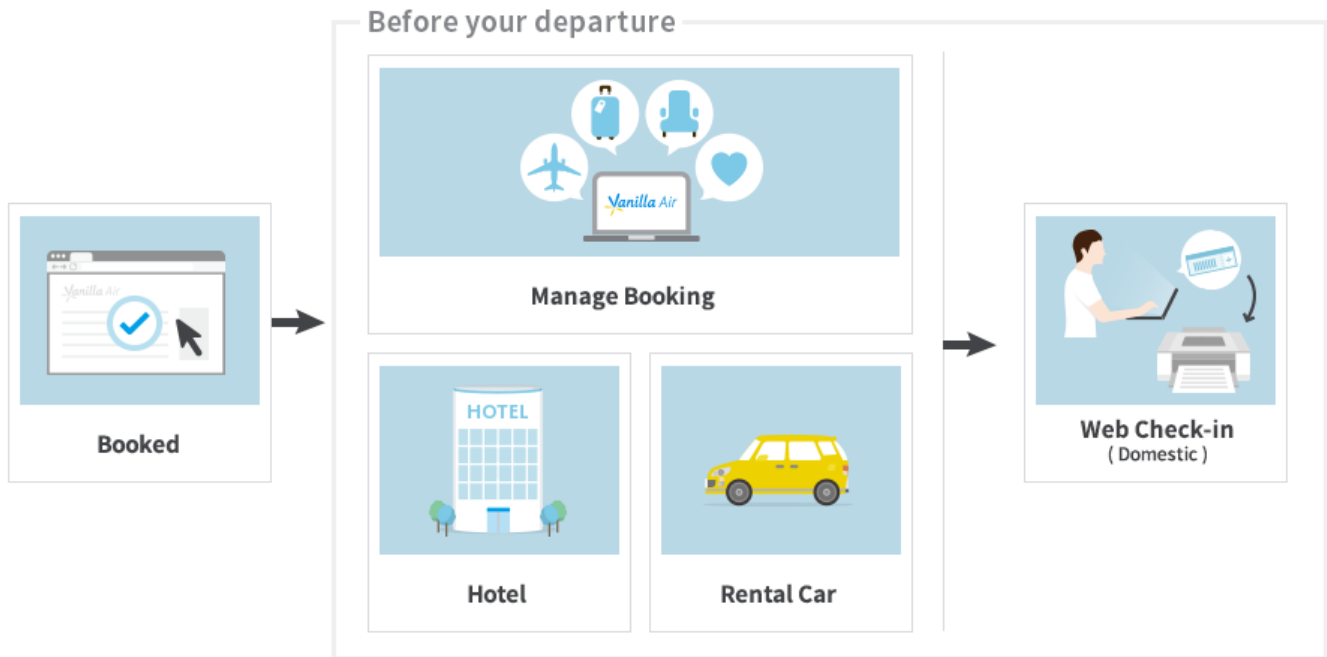 Before your departure
Vanilla Air
Manage Booking
Vanilla Air
Booked
HOTEL
Hotel
Rental Car
Web Check-in
( Domestic )